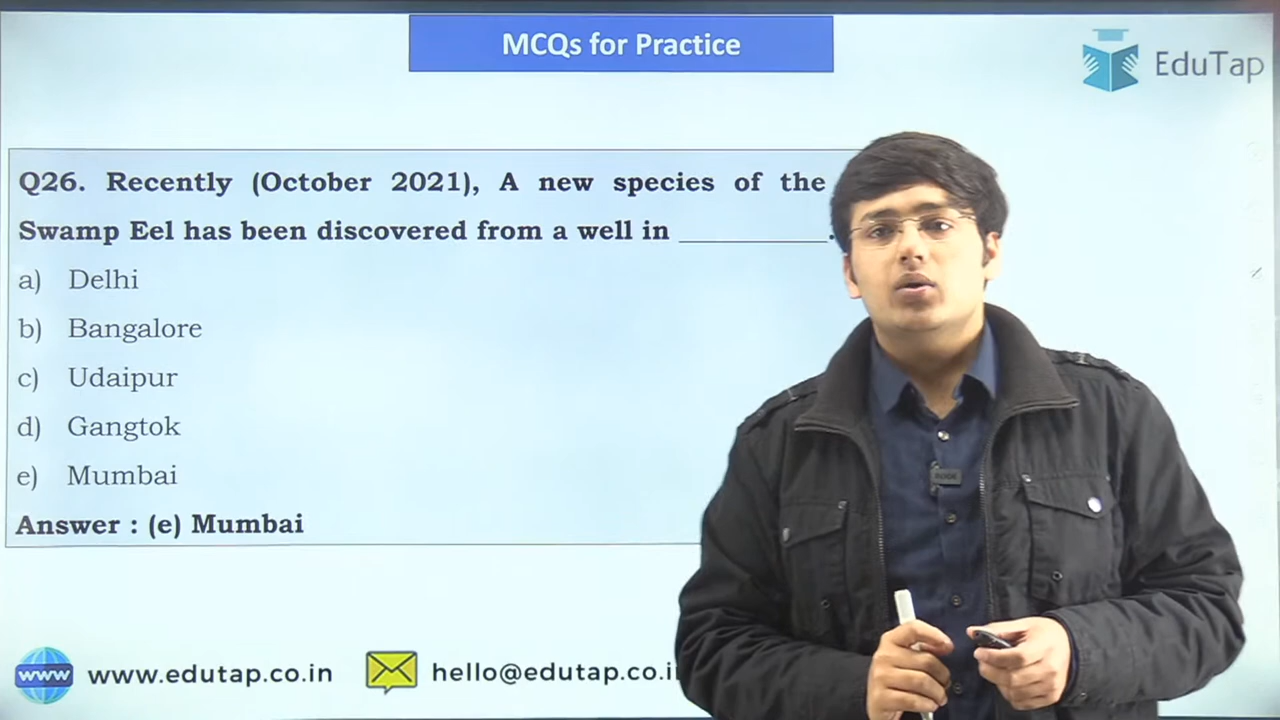 MCQs for Practice
EduTap
Q26. Recently (October 2021), A new species of the
Swamp Eel has been discovered from a well in __________.
a) Delhi
b) Bangalore
c) Udaipur
d) Gangtok
e) Mumbai
Answer : (e) Mumbai
www
www.edutap.co.in
hello@edutap.co.i